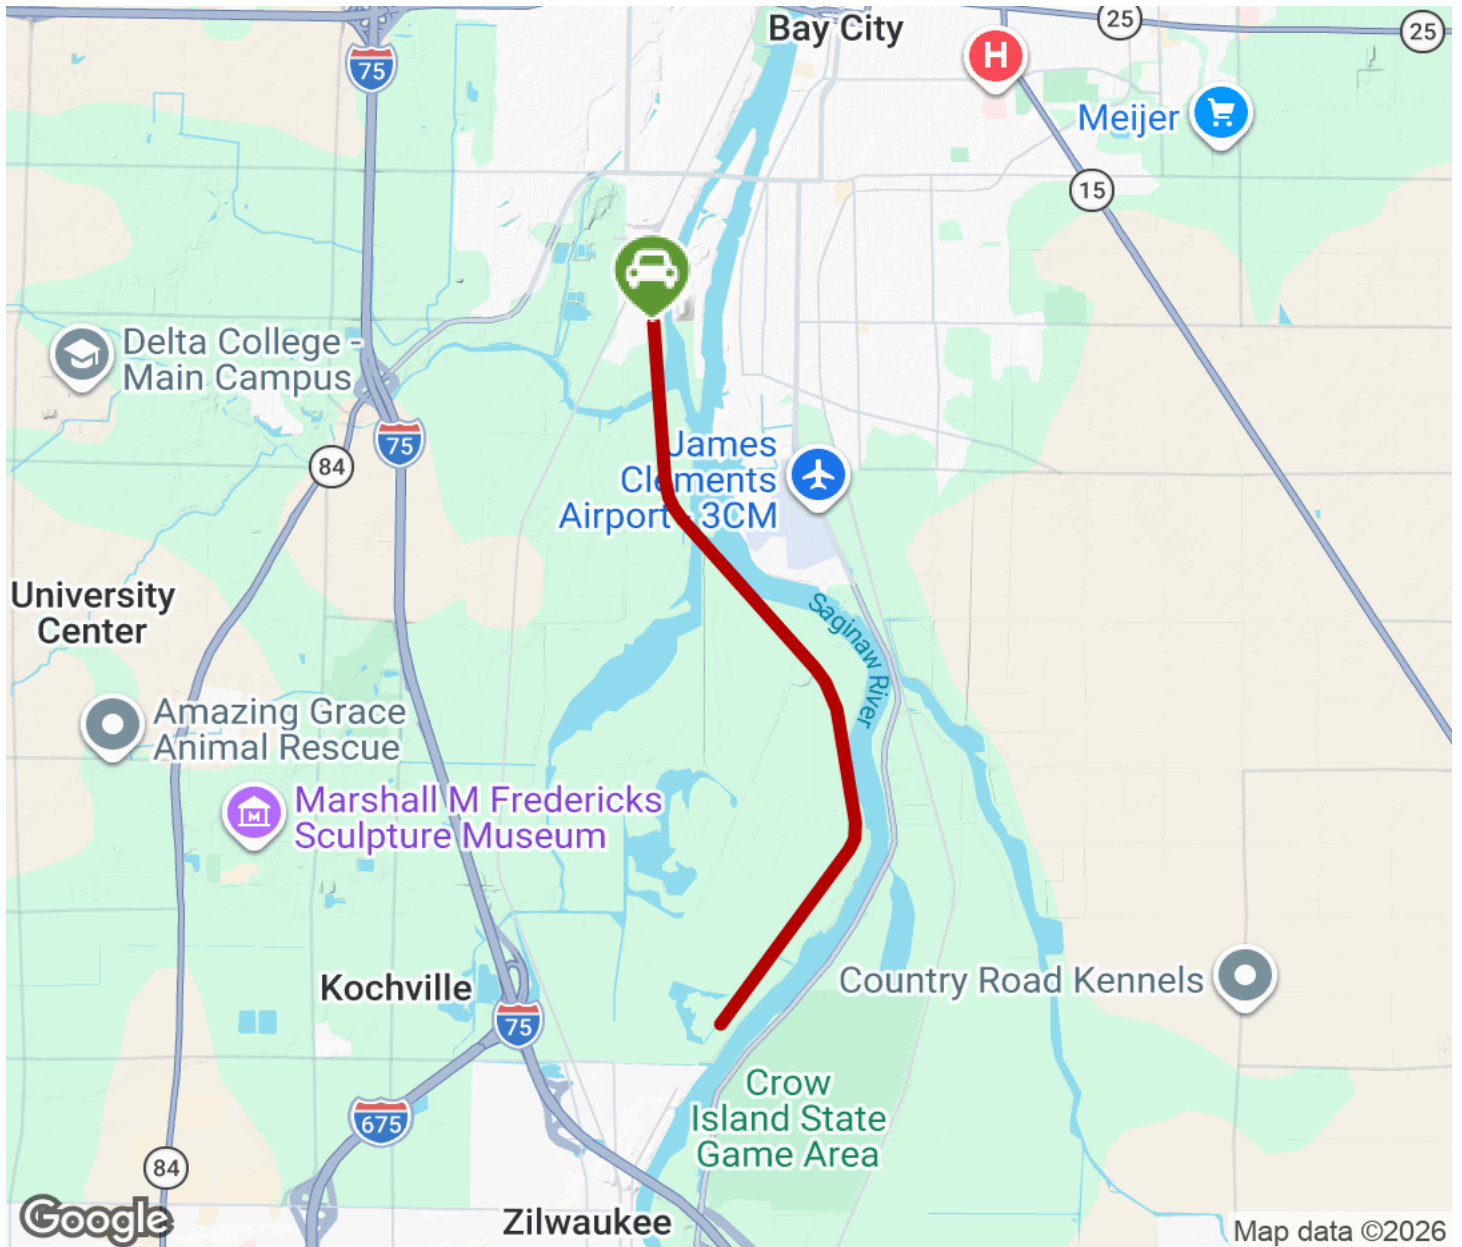 Bay City
25
25
75
H
Meijer
15
Delta College -
Main Campus
75
84
James
Clements
Airport - 3CM
University
Center
Saginaw River
Amazing Grace
Animal Rescue
Marshall M Fredericks
Sculpture Museum
Kochville
Country Road Kennels
75
Crow
Island State
Game Area
675
84
Zilwaukee
Google
Map data ©2026